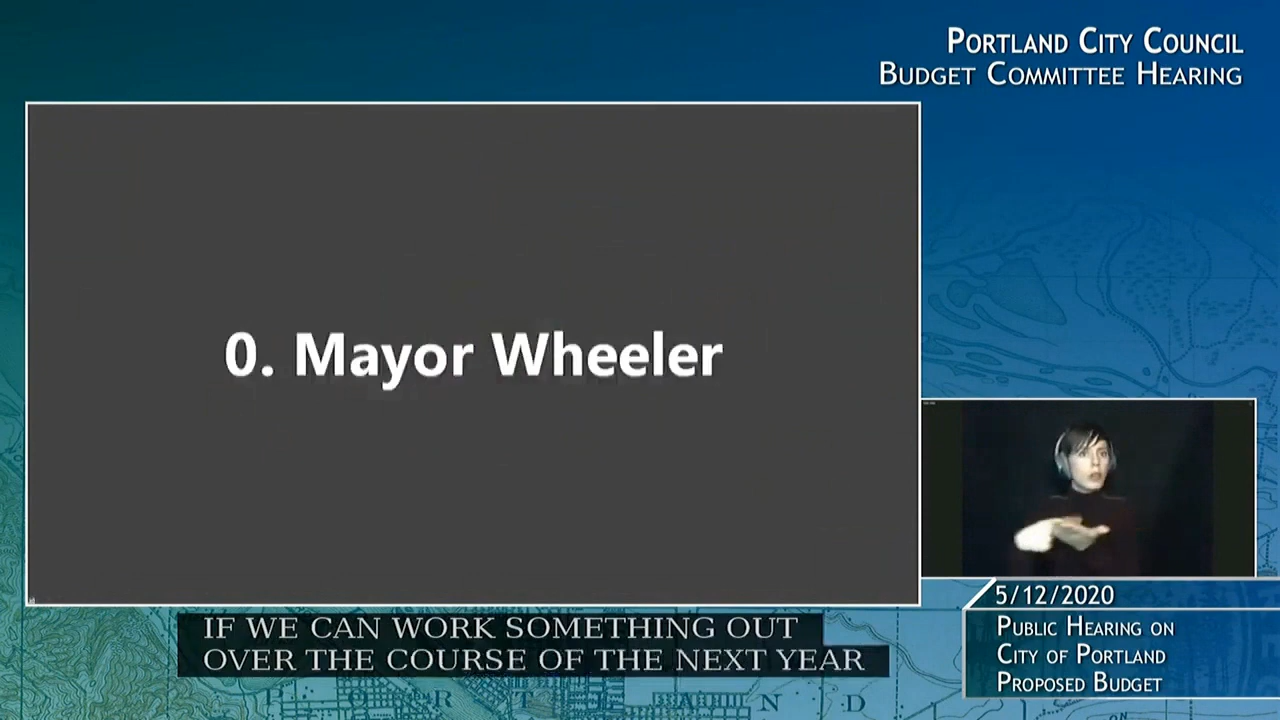 PORTLAND CITY COUNCIL
BUDGET COMMITTEE HEARING
0. Mayor Wheeler
5/12/2020
PUBLIC HEARING ON
CITY OF PORTLAND
PROPOSED BUDGET
IF WE CAN WORK SOMETHING OUT
OVER THE COURSE OF THE NEXT YEAR